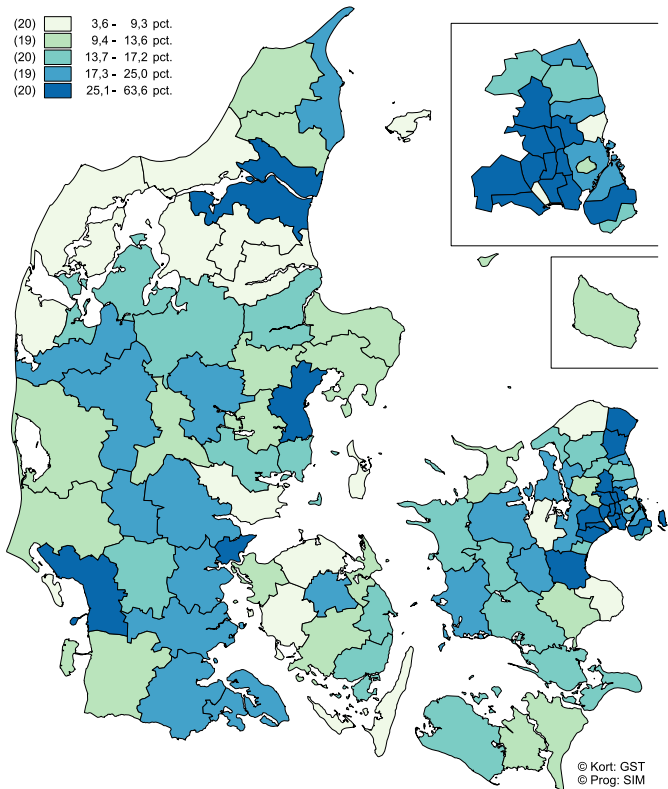 (20) 3,6 - 9,3 pct.
(19) 9,4 - 13,6 pct.
(20) 13,7 - 17,2 pct.
(19) 17,3 - 25,0 pct.
(20) 25,1 - 63,6 pct.
© Kort: GST
© Prog: SIM